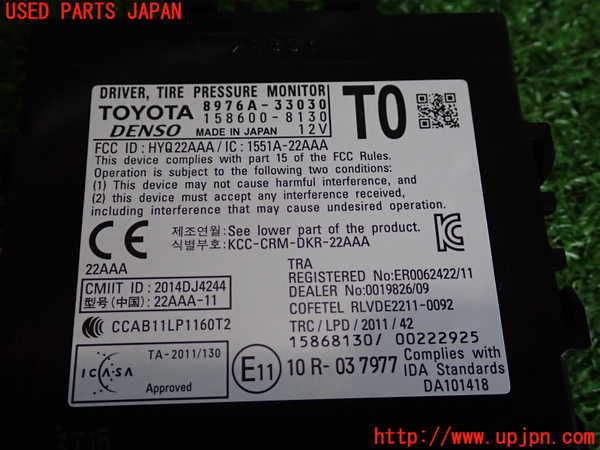 USED PARTS JAPAN
DRIVER, TIRE PRESSURE MONITOR
TOYOTA 8976A-33030
DENSO 158600-8130
MADE IN JAPAN 12V
TO
FCC ID : HYQ22AAA / IC : 1551A-22AAA
This device complies with part 15 of the FCC Rules.
Operation is subject to the following two conditions:
(1) This device may not cause harmful interference, and
(2) this device must accept any interference received,
including interference that may cause undesired operation.
CE
22AAA
제조연월: See lower part of the product.
식별부호: KCC-CRM-DKR-22AAA
CMIIT ID : 2014DJ4244
型号(中国) : 22AAA-11
TRA
REGISTERED No:ER0062422/11
DEALER No:0019826/09
COFETEL RLVDE2211-0092
CCAB11LP1160T2
TRC / LPD / 2011 / 42
15868130/ 00222925
ICASA
TA-2011/130
Approved
E11 10 R- 03 7977
Complies with
IDA Standards
DA101418
http://www.upjpn.com/